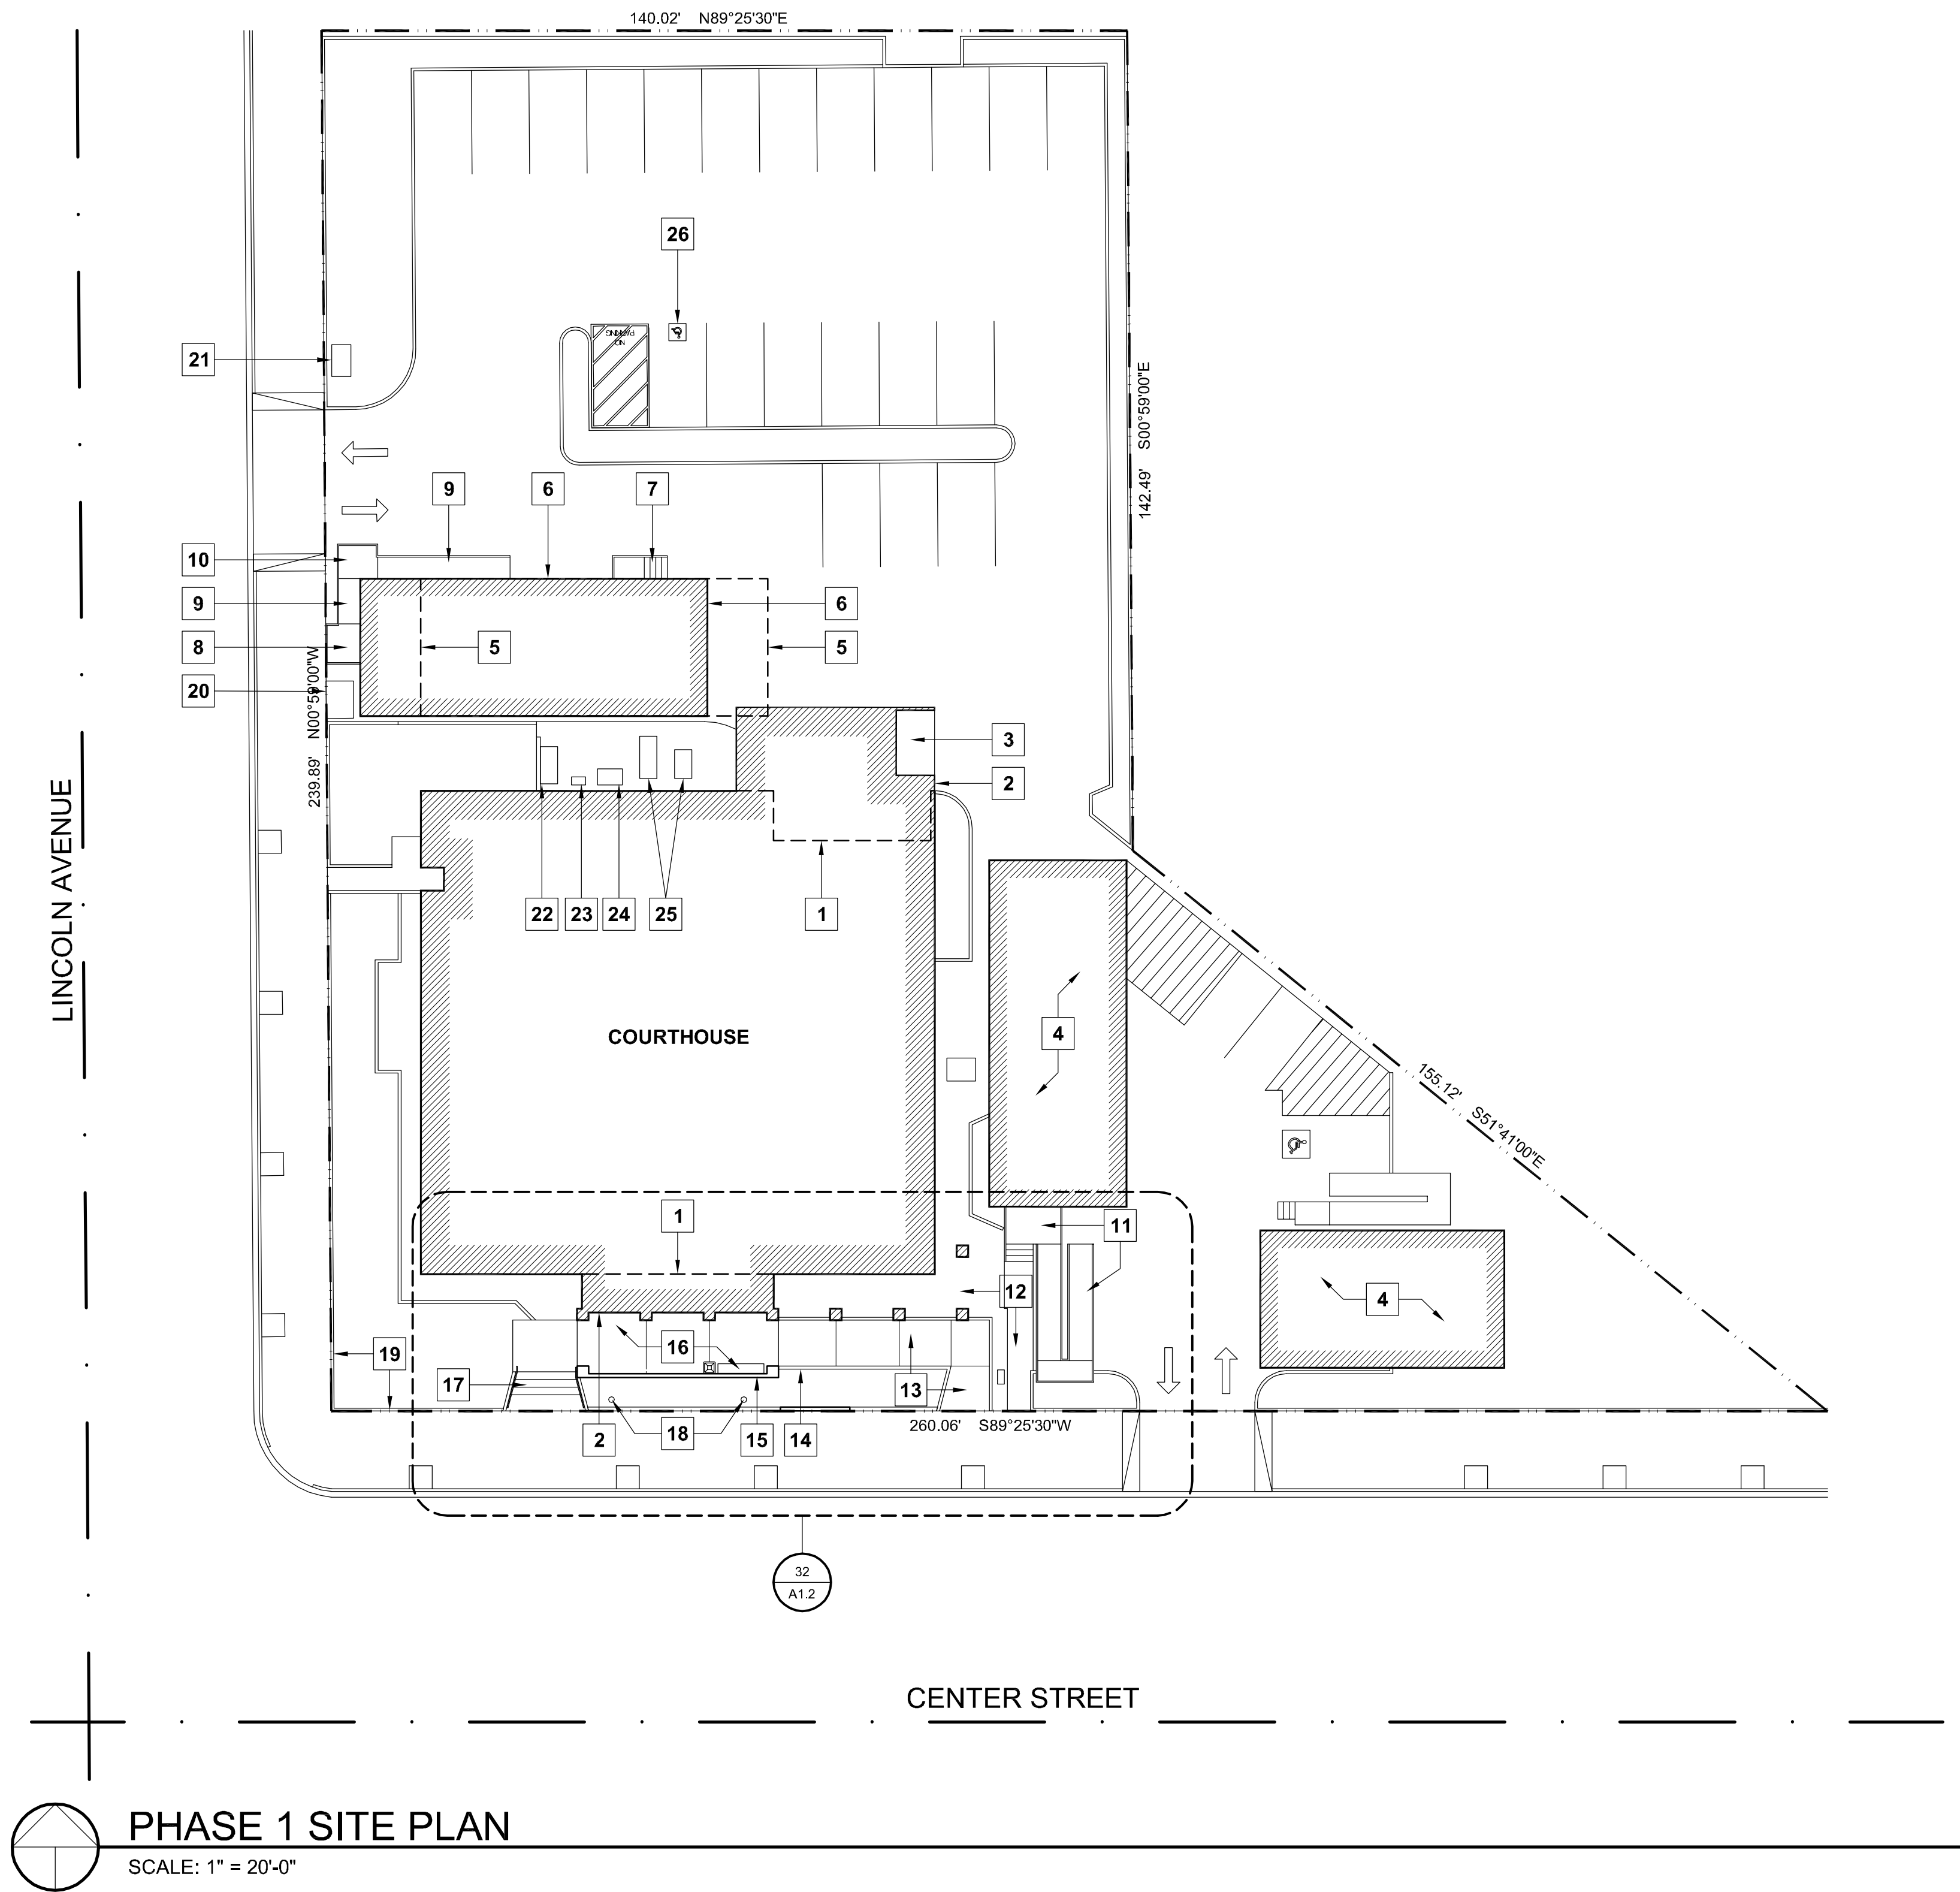 140.02' N89°25'30"E
26
NO
PARKING
21
142.49' S00°59'00"E
9
6
7
10
9
6
8
5
5
20
239.89' N00°59'00"W
3
2
LINCOLN AVENUE
22
23
24
25
1
COURTHOUSE
4
155.12' S51°41'00"E
1
11
12
4
19
16
17
13
260.06' S89°25'30"W
2
18
15
14
32
A1.2
CENTER STREET
PHASE 1 SITE PLAN
SCALE: 1" = 20'-0"